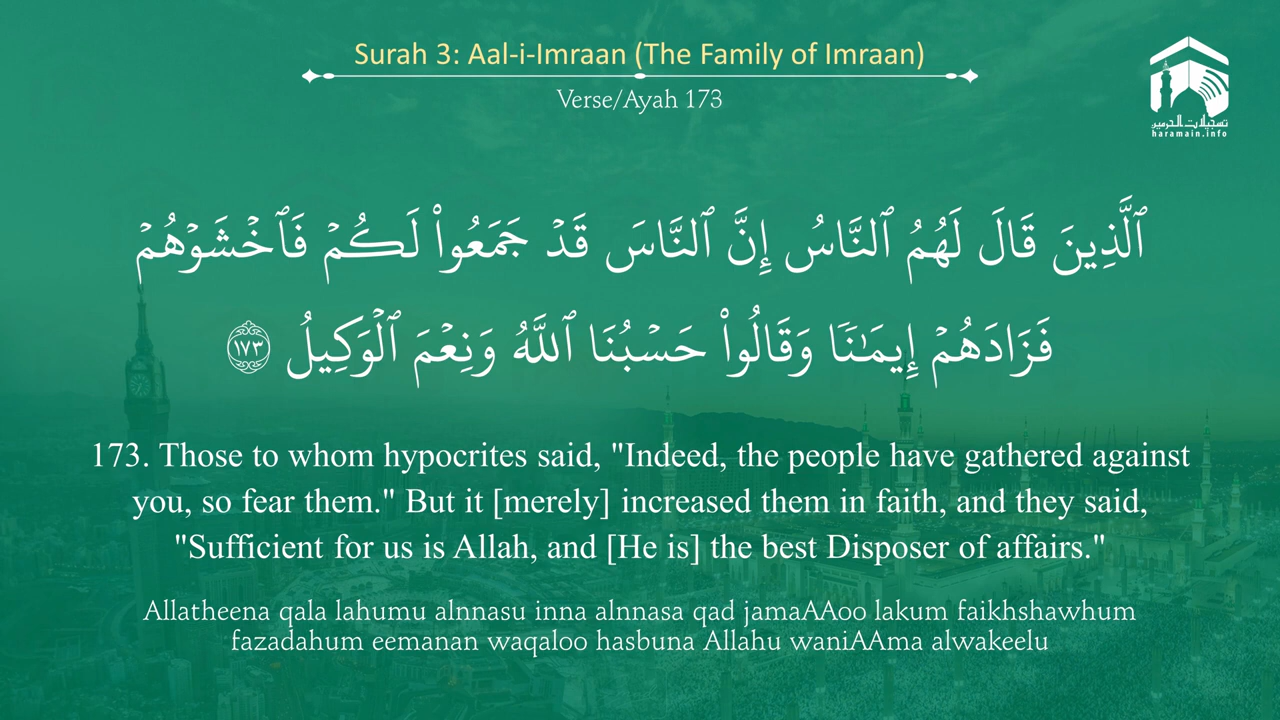 Surah 3: Aal-i-Imraan (The Family of Imraan)
Verse/Ayah 173
تسجيلات الحرمين
haramain.info
ٱلَّذِينَ قَالَ لَهُمُ ٱلنَّاسُ إِنَّ ٱلنَّاسَ قَدۡ جَمَعُواْ لَكُمۡ فَٱخۡشَوۡهُمۡ
فَزَادَهُمۡ إِيمَٰنٗا وَقَالُواْ حَسۡبُنَا ٱللَّهُ وَنِعۡمَ ٱلۡوَكِيلُ ١٧٣
173. Those to whom hypocrites said, "Indeed, the people have gathered against
you, so fear them." But it [merely] increased them in faith, and they said,
"Sufficient for us is Allah, and [He is] the best Disposer of affairs."
Allatheena qala lahumu alnnasu inna alnnasa qad jamaAAoo lakum faikhshawhum
fazadahum eemanan waqaloo hasbuna Allahu waniAAma alwakeelu